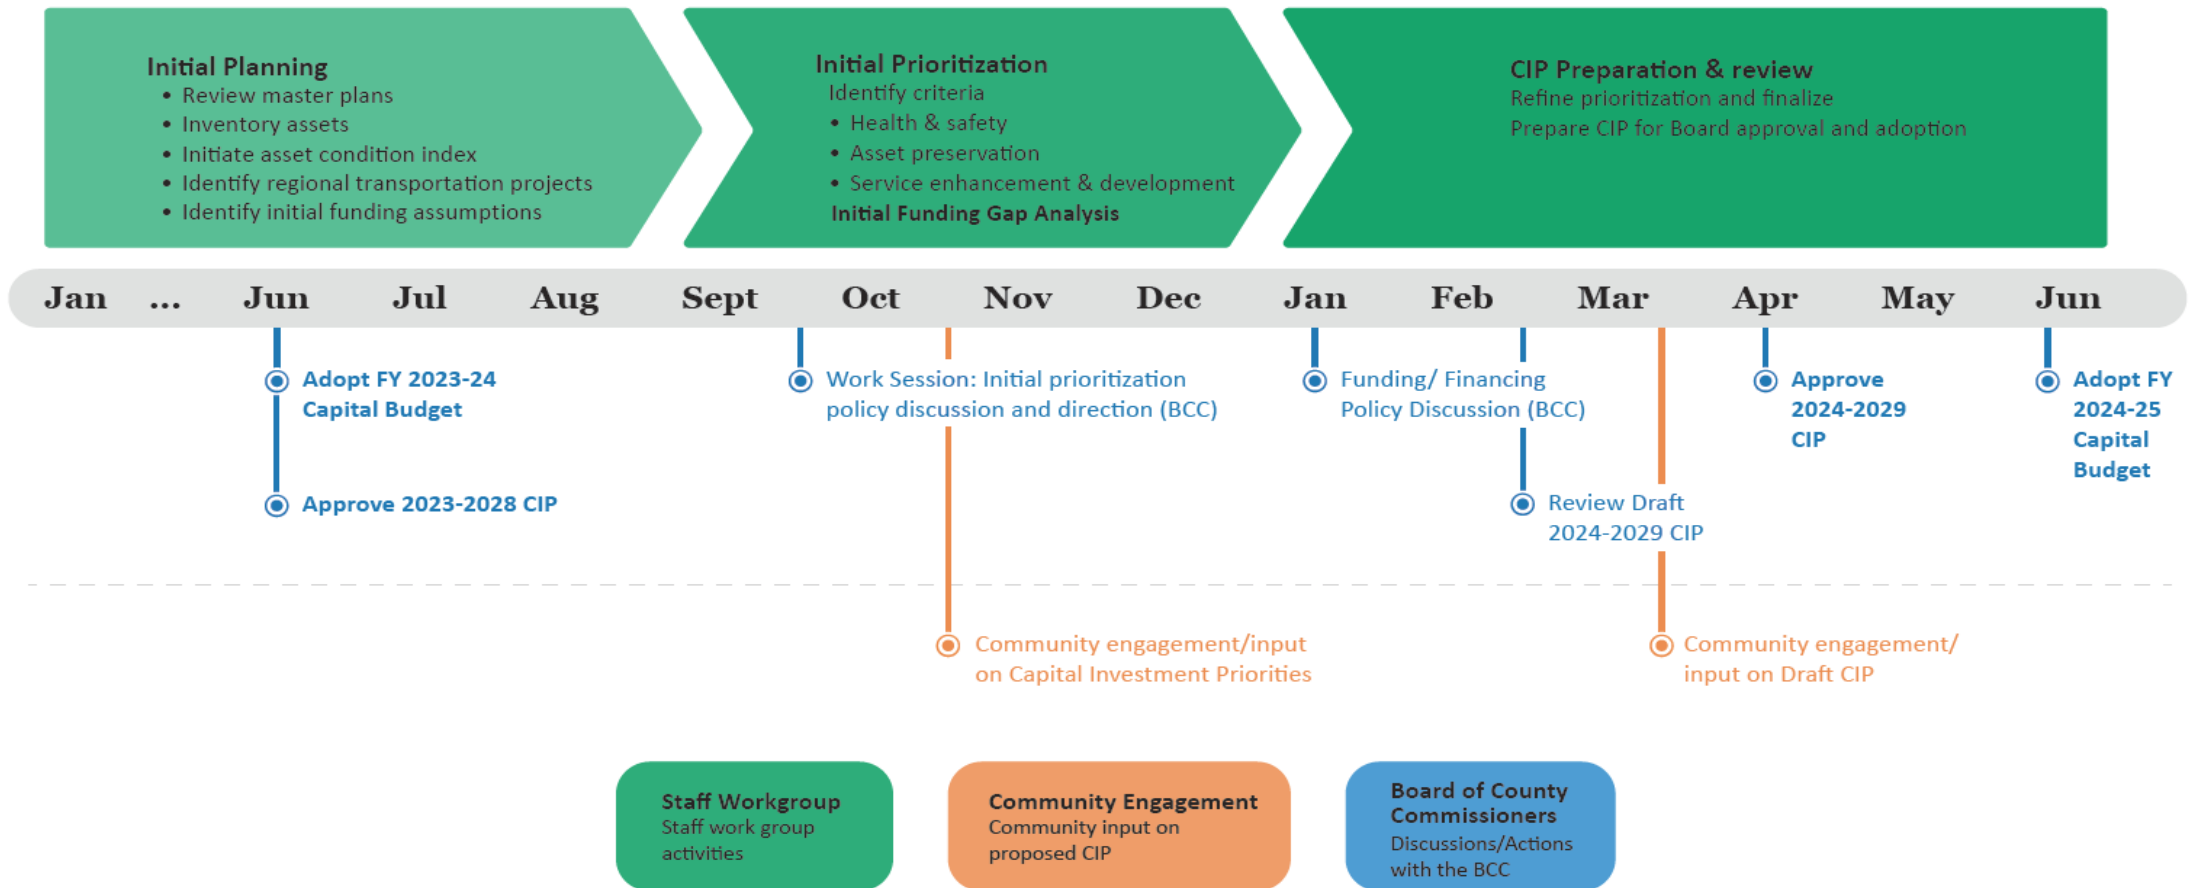 Initial Planning
• Review master plans
• Inventory assets
• Initiate asset condition index
• Identify regional transportation projects
• Identify initial funding assumptions
Initial Prioritization
Identify criteria
• Health & safety
• Asset preservation
• Service enhancement & development
Initial Funding Gap Analysis
CIP Preparation & review
Refine prioritization and finalize
Prepare CIP for Board approval and adoption
Jan ... Jun Jul Aug Sept Oct Nov Dec Jan Feb Mar Apr May Jun
Adopt FY 2023-24
Capital Budget
Approve 2023-2028 CIP
Work Session: Initial prioritization
policy discussion and direction (BCC)
Funding/ Financing
Policy Discussion (BCC)
Review Draft
2024-2029 CIP
Approve
2024-2029
CIP
Adopt FY
2024-25
Capital
Budget
Community engagement/input
on Capital Investment Priorities
Community engagement/
input on Draft CIP
Staff Workgroup
Staff work group
activities
Community Engagement
Community input on
proposed CIP
Board of County
Commissioners
Discussions/Actions
with the BCC